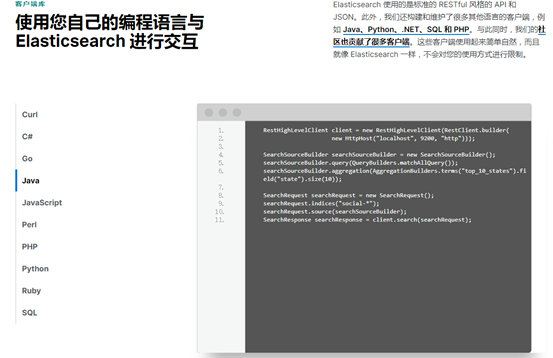 客户端库
使用您自己的编程语言与
Elasticsearch 进行交互
Elasticsearch 使用的是标准的 RESTful 风格的 API 和
JSON。此外，我们还构建和维护了很多其他语言的客户端，例
如 Java、Python、.NET、SQL 和 PHP。与此同时，我们的社
区也贡献了很多客户端。这些客户端使用起来简单自然，而且
就像 Elasticsearch 一样，不会对您的使用方式进行限制。
Curl
C#
Go
Java
JavaScript
Perl
PHP
Python
Ruby
SQL
1. RestHighLevelClient client = new RestHighLevelClient(RestClient.builder(
2. new HttpHost("localhost", 9200, "http")));
3.
4. SearchSourceBuilder searchSourceBuilder = new SearchSourceBuilder();
5. searchSourceBuilder.query(QueryBuilders.matchAllQuery());
6. searchSourceBuilder.aggregation(AggregationBuilders.terms("top_10_states").fi
eld("state").size(10));
7.
8. SearchRequest searchRequest = new SearchRequest();
9. searchRequest.indices("social-*");
10. searchRequest.source(searchSourceBuilder);
11. SearchResponse searchResponse = client.search(searchRequest);